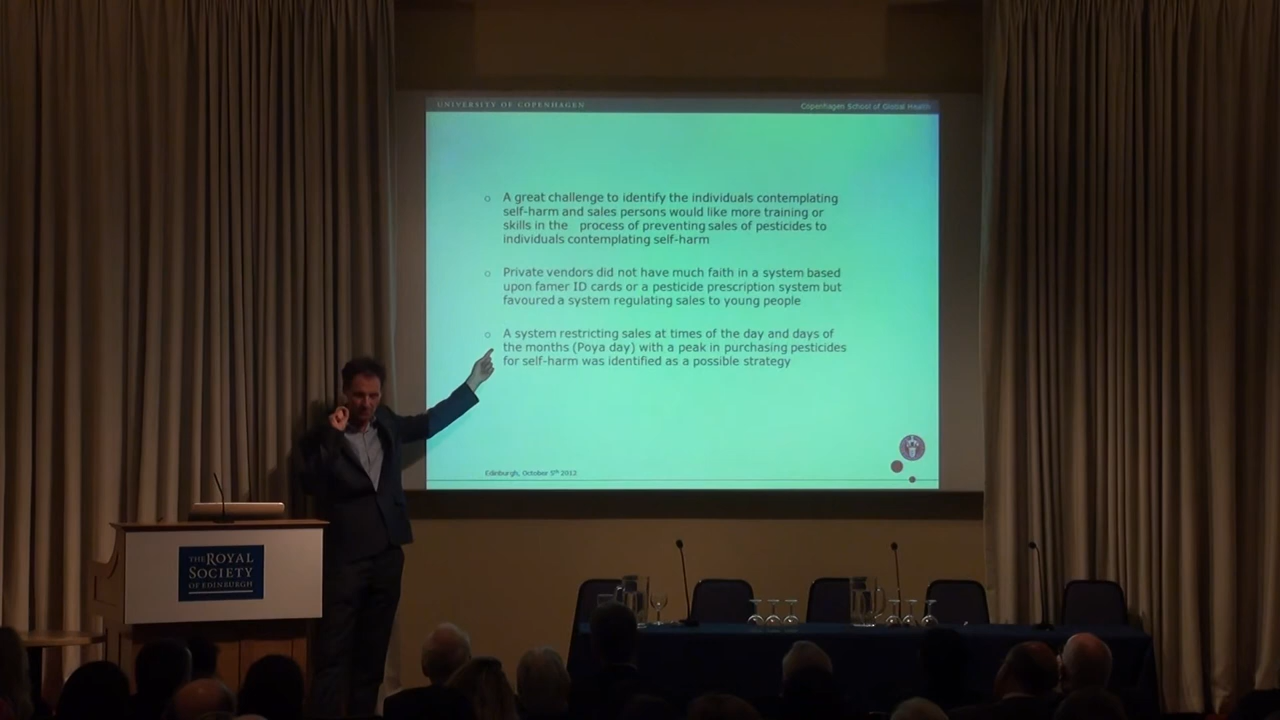 UNIVERSITY OF COPENHAGEN
Copenhagen School of Global Health
o A great challenge to identify the individuals contemplating
self-harm and sales persons would like more training or
skills in the process of preventing sales of pesticides to
individuals contemplating self-harm
o Private vendors did not have much faith in a system based
upon famer ID cards or a pesticide prescription system but
favoured a system regulating sales to young people
o A system restricting sales at times of the day and days of
the months (Poya day) with a peak in purchasing pesticides
for self-harm was identified as a possible strategy
Edinburgh, October 5th 2012
THE ROYAL
SOCIETY
OF EDINBURGH